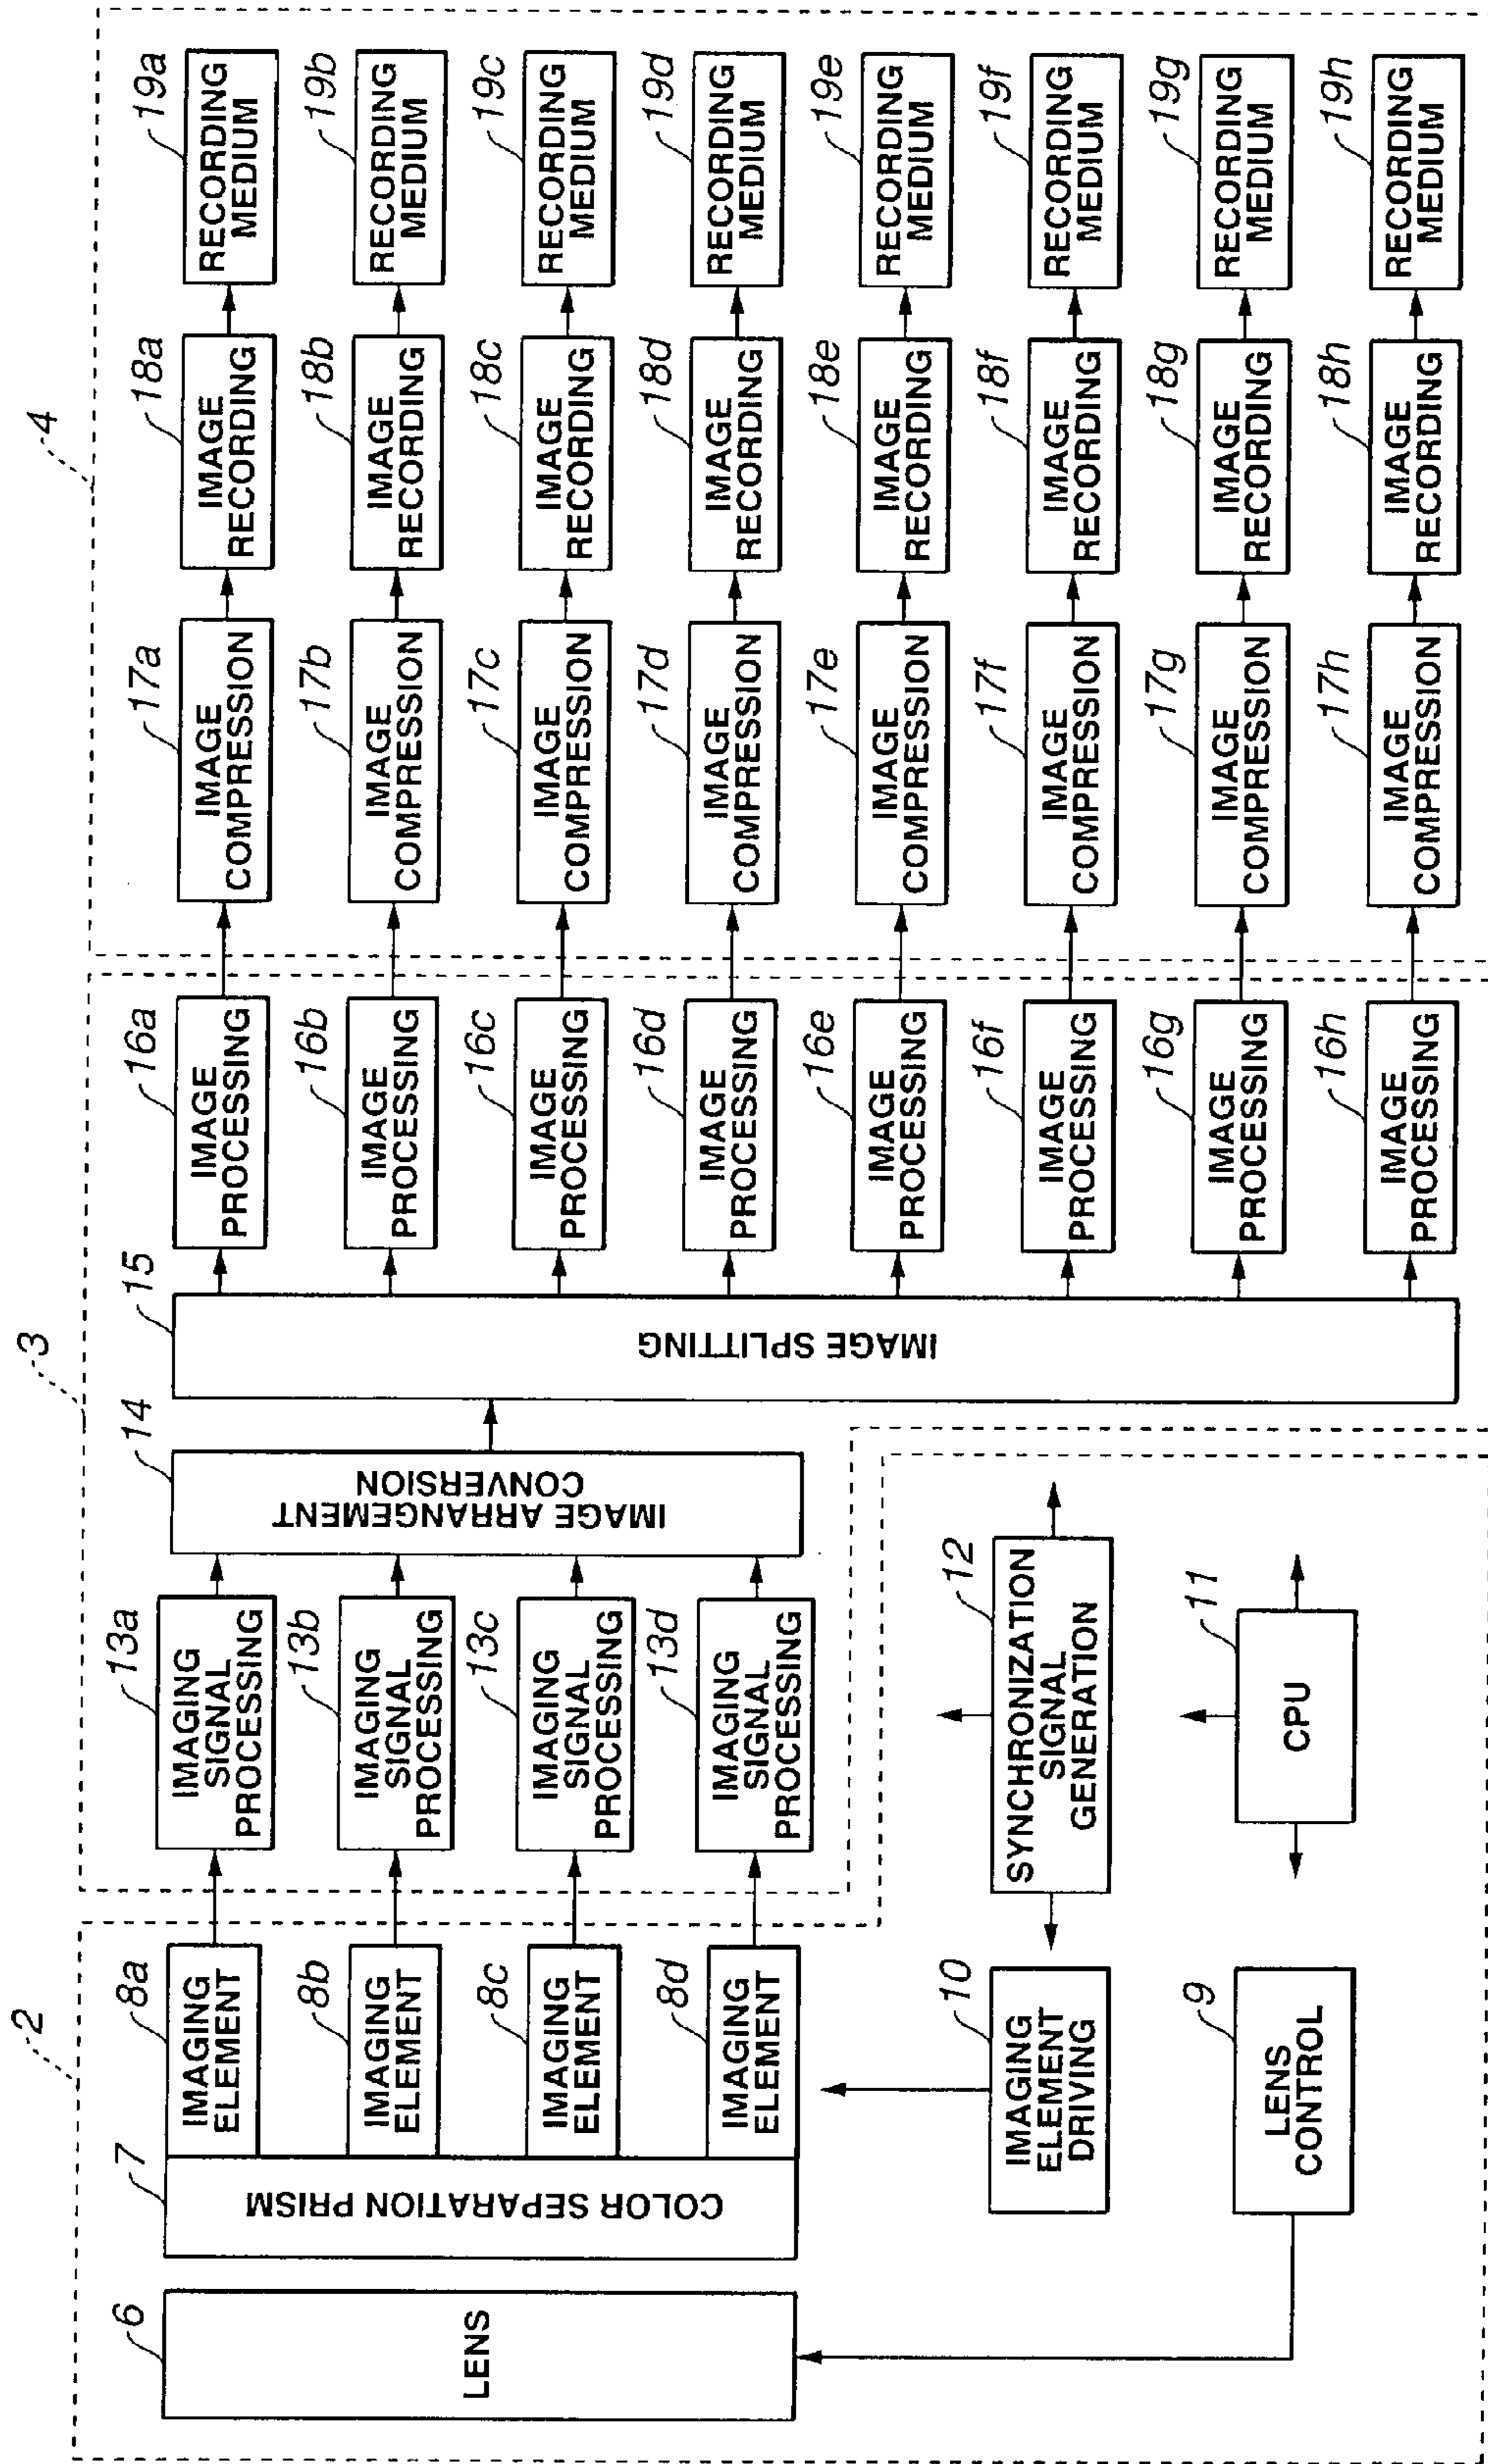 2
3
4
6
LENS
7
COLOR SEPARATION PRISM
8a
IMAGING
ELEMENT
8b
IMAGING
ELEMENT
8c
IMAGING
ELEMENT
8d
IMAGING
ELEMENT
10
IMAGING
ELEMENT
DRIVING
9
LENS
CONTROL
12
SYNCHRONIZATION
SIGNAL
GENERATION
11
CPU
13a
IMAGING
SIGNAL
PROCESSING
13b
IMAGING
SIGNAL
PROCESSING
13c
IMAGING
SIGNAL
PROCESSING
13d
IMAGING
SIGNAL
PROCESSING
14
IMAGE ARRANGEMENT
CONVERSION
15
IMAGE SPLITTING
16a
IMAGE
PROCESSING
16b
IMAGE
PROCESSING
16c
IMAGE
PROCESSING
16d
IMAGE
PROCESSING
16e
IMAGE
PROCESSING
16f
IMAGE
PROCESSING
16g
IMAGE
PROCESSING
16h
IMAGE
PROCESSING
17a
IMAGE
COMPRESSION
17b
IMAGE
COMPRESSION
17c
IMAGE
COMPRESSION
17d
IMAGE
COMPRESSION
17e
IMAGE
COMPRESSION
17f
IMAGE
COMPRESSION
17g
IMAGE
COMPRESSION
17h
IMAGE
COMPRESSION
18a
IMAGE
RECORDING
18b
IMAGE
RECORDING
18c
IMAGE
RECORDING
18d
IMAGE
RECORDING
18e
IMAGE
RECORDING
18f
IMAGE
RECORDING
18g
IMAGE
RECORDING
18h
IMAGE
RECORDING
19a
RECORDING
MEDIUM
19b
RECORDING
MEDIUM
19c
RECORDING
MEDIUM
19d
RECORDING
MEDIUM
19e
RECORDING
MEDIUM
19f
RECORDING
MEDIUM
19g
RECORDING
MEDIUM
19h
RECORDING
MEDIUM